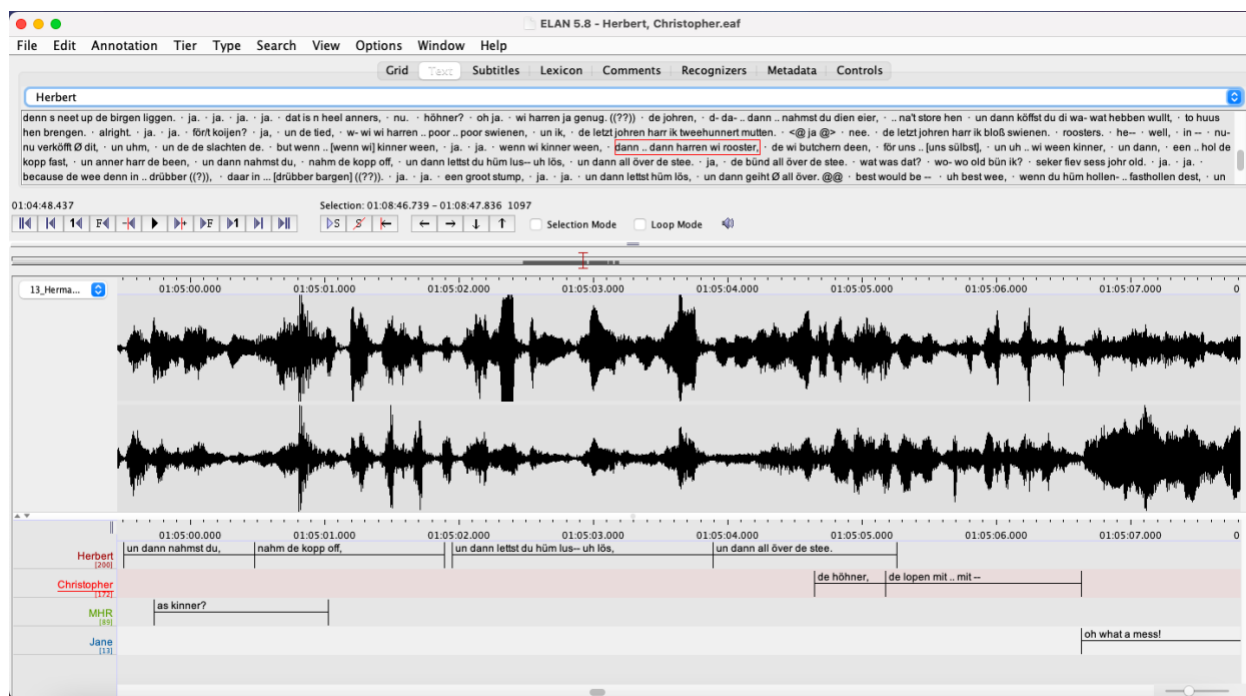 ELAN 5.8 - Herbert, Christopher.eaf
File Edit Annotation Tier Type Search View Options Window Help
Grid Text Subtitles Lexicon Comments Recognizers Metadata Controls
Herbert
denn s neet up de birgen liggen. · ja. · ja. · ja. · ja. · dat is n heel anners, · nu. · höhner? · oh ja. · wi harren ja genug. ((??)) · de johren, · d- da- .. dann .. nahmst du dien eier, · .. na't store hen · un dann köffst du di wa- wat hebben wullt, · to huus
hen brengen. · alright. · ja. · ja. · för/t koijen? · ja, · un de tied, · w- wi wi harren .. poor .. poor swienen, · un ik, · de letzt johren harr ik tweehunnert mutten. · <@ ja @> · nee. · de letzt johren harr ik bloß swienen. · roosters. · he-- · well, · in -- · nu-
nu verköfft Ø dit, · un uhm, · un de de slachten de. · but wenn .. [wenn wi] kinner ween, · ja. · ja. · wenn wi kinner ween, · dann .. dann harren wi rooster, · de wi butchern deen, · för uns .. [uns sülbst], · un uh .. wi ween kinner, · un dann, · een .. hol de
kopp fast, · un anner harr de been, · un dann nahmst du, · nahm de kopp off, · un dann lettst du hüm lus-- uh lös, · un dann all över de stee. · ja, · de bünd all över de stee. · wat was dat? · wo- wo old bün ik? · seker fiev sess johr old. · ja. · ja. ·
because de wee denn in .. drübber ((?)), · daar in ... [drübber bargen] ((??)). · ja. · ja. · een groot stump, · ja. · ja. · un dann lettst hüm lös, · un dann geiht Ø all över. @@ · best would be -- · uh best wee, · wenn du hüm hollen- .. fasthollen dest, · un
01:04:48.437 Selection: 01:08:46.739 - 01:08:47.836 1097
1 F F 1 S S Selection Mode Loop Mode
13_Herma... 01:05:00.000 01:05:01.000 01:05:02.000 01:05:03.000 01:05:04.000 01:05:05.000 01:05:06.000 01:05:07.000 0
01:05:00.000 01:05:01.000 01:05:02.000 01:05:03.000 01:05:04.000 01:05:05.000 01:05:06.000 01:05:07.000 0
Herbert un dann nahmst du, nahm de kopp off, un dann lettst du hüm lus-- uh lös, un dann all över de stee.
[200]
Christopher de höhner, de lopen mit .. mit --
[172]
MHR as kinner?
[89]
Jane oh what a mess!
[13]